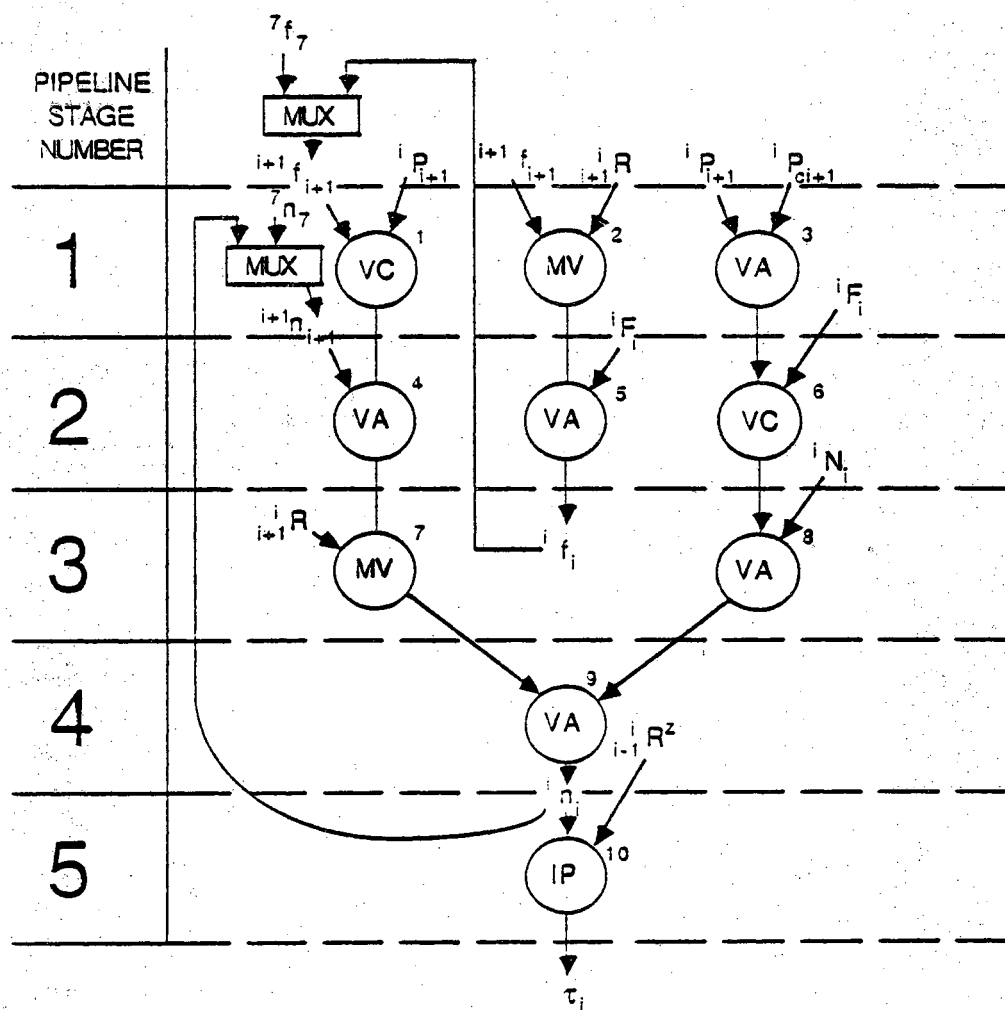 ⁷f₇
PIPELINE
STAGE
NUMBER
MUX
ⁱ⁺¹f ᵢ₊₁
ⁱPᵢ₊₁
ⁱ⁺¹fᵢ₊₁
ⁱᵢ₊₁R
ⁱPᵢ₊₁
ⁱP꜀ᵢ₊₁
1
⁷n₇
MUX
VC 1
MV 2
VA 3
ⁱ⁺¹nᵢ₊₁
ⁱFᵢ
ⁱFᵢ
2
VA 4
VA 5
VC 6
ⁱNᵢ
3
ⁱᵢ₊₁R
MV 7
ⁱfᵢ
VA 8
4
VA 9
ⁱᵢ₋₁Rᶻ
ⁱnᵢ
5
IP 10
τᵢ